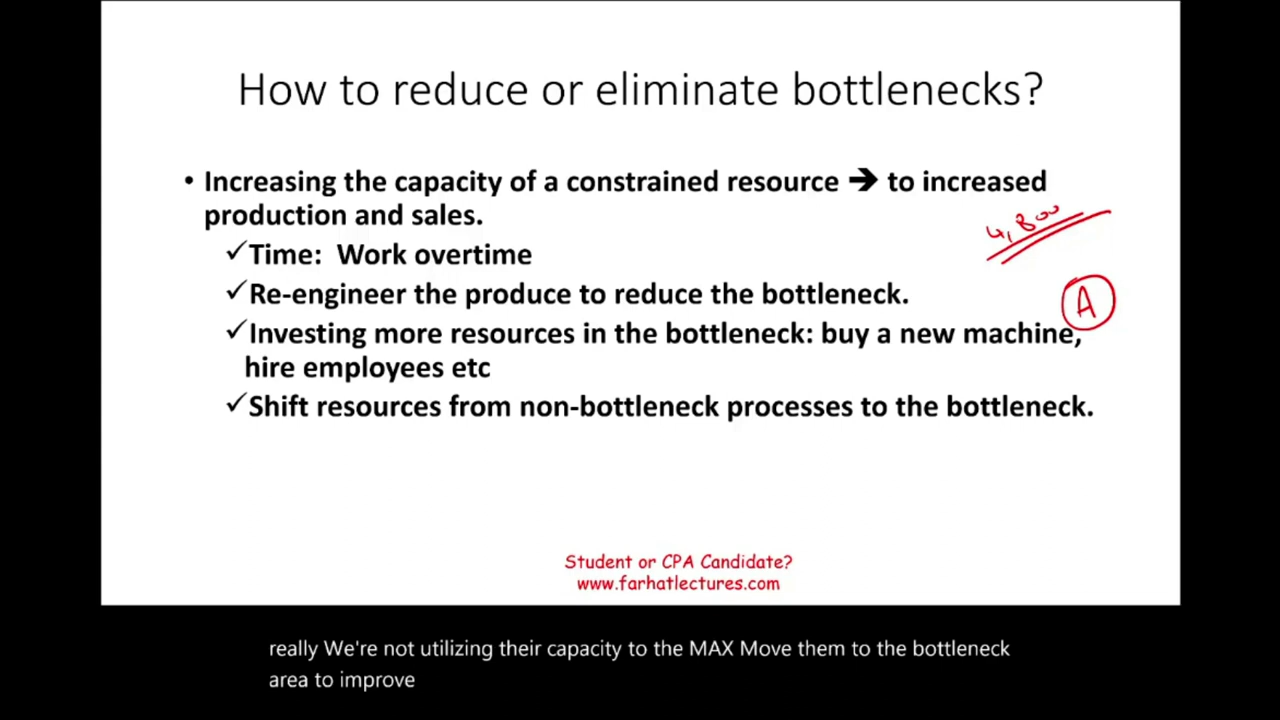 How to reduce or eliminate bottlenecks?
• Increasing the capacity of a constrained resource ➔ to increased
production and sales.
✓Time: Work overtime
✓Re-engineer the produce to reduce the bottleneck.
✓Investing more resources in the bottleneck: buy a new machine,
hire employees etc
✓Shift resources from non-bottleneck processes to the bottleneck.
4,800
A
Student or CPA Candidate?
www.farhatlectures.com
really We're not utilizing their capacity to the MAX Move them to the bottleneck
area to improve